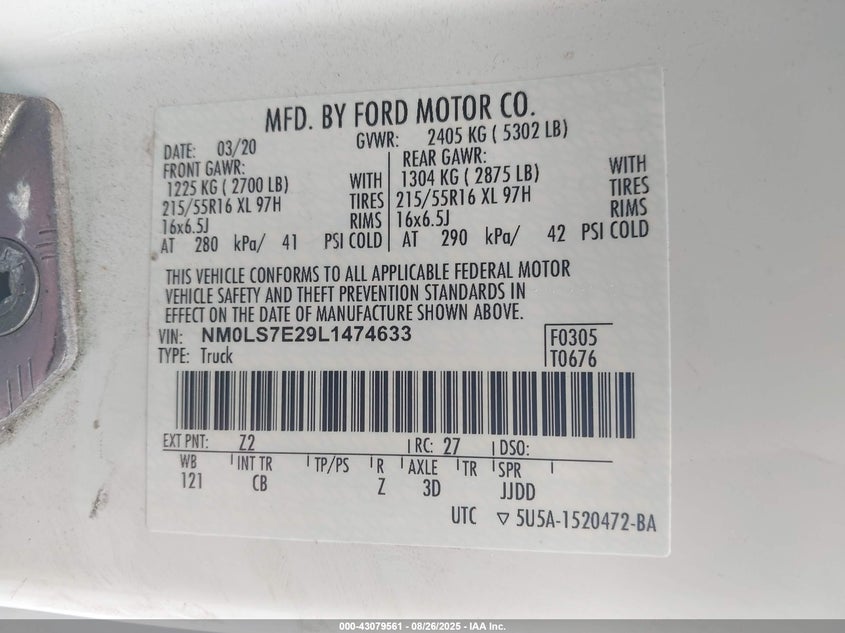 MFD. BY FORD MOTOR CO.
DATE: 03/20 GVWR: 2405 KG ( 5302 LB)
FRONT GAWR: REAR GAWR:
1225 KG ( 2700 LB) WITH 1304 KG ( 2875 LB) WITH
215/55R16 XL 97H TIRES 215/55R16 XL 97H TIRES
16x6.5J RIMS 16x6.5J RIMS
AT 280 kPa/ 41 PSI COLD AT 290 kPa/ 42 PSI COLD
THIS VEHICLE CONFORMS TO ALL APPLICABLE FEDERAL MOTOR
VEHICLE SAFETY AND THEFT PREVENTION STANDARDS IN
EFFECT ON THE DATE OF MANUFACTURE SHOWN ABOVE.
VIN: NM0LS7E29L1474633 F0305
TYPE: Truck T0676
EXT PNT: Z2 RC: 27 DSO:
WB INT TR TP/PS R AXLE TR SPR
121 CB Z 3D JJDD
UTC ▽ 5U5A-1520472-BA
000-43079561 - 08/26/2025 - IAA Inc.